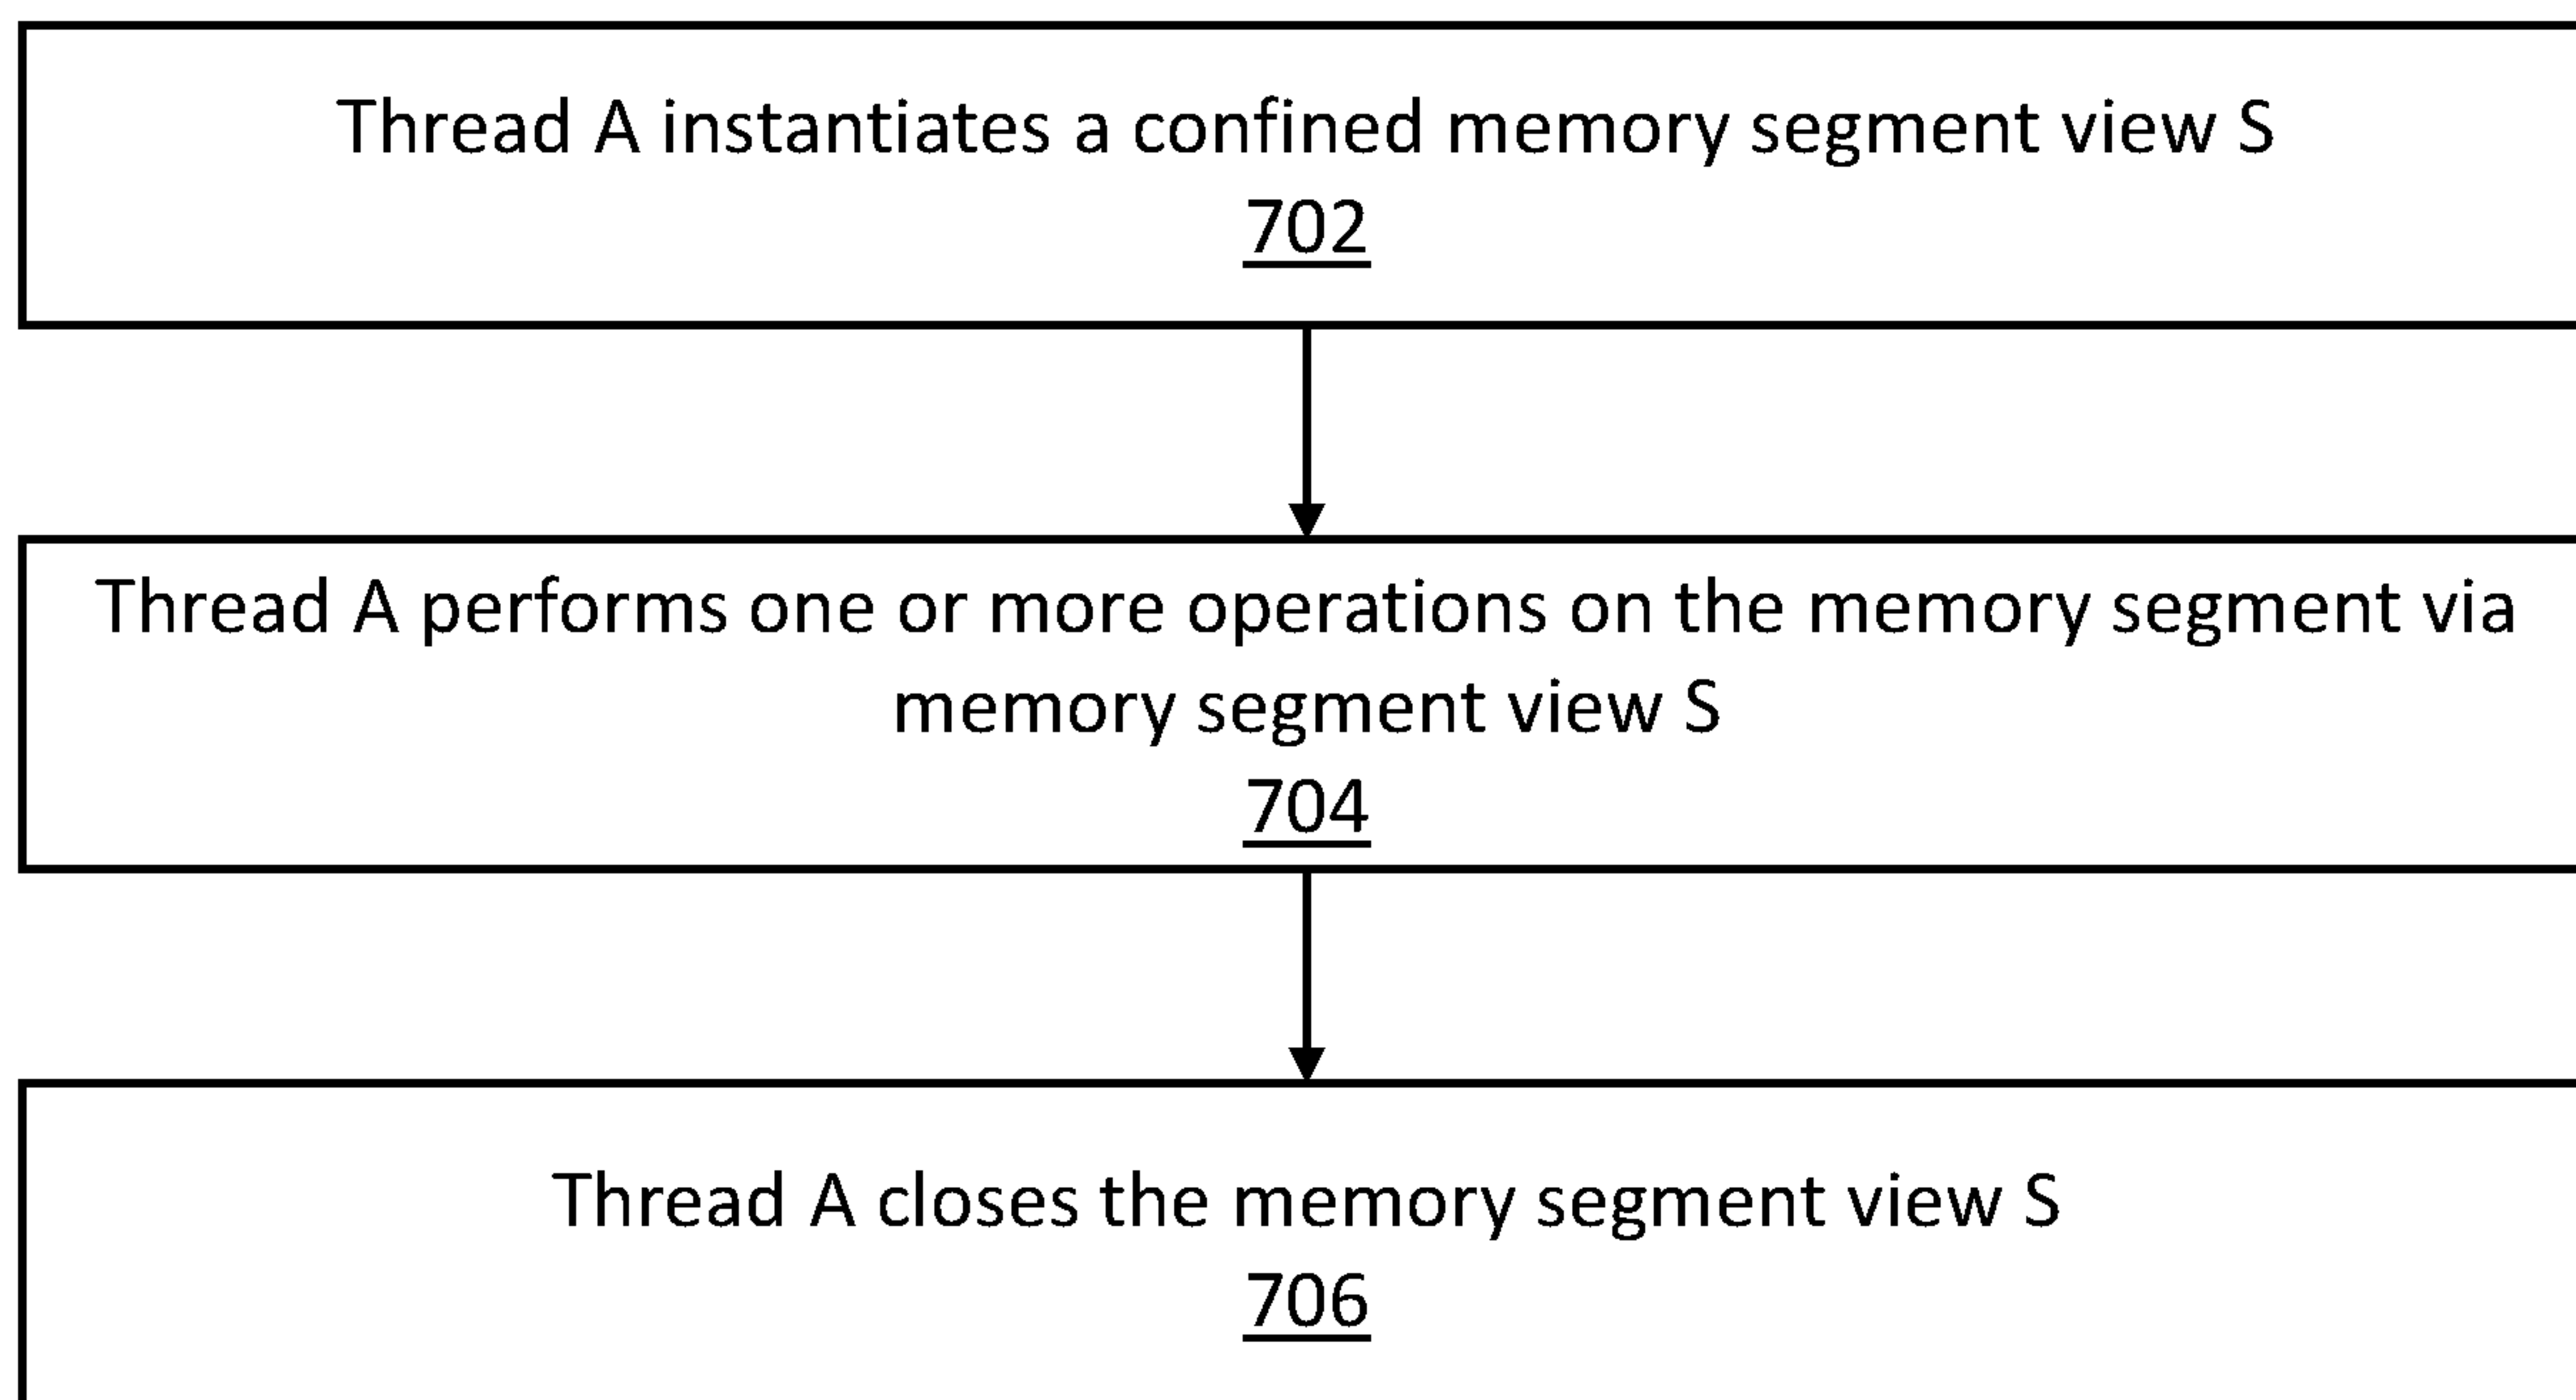 Thread A instantiates a confined memory segment view S
702
Thread A performs one or more operations on the memory segment via
memory segment view S
704
Thread A closes the memory segment view S
706